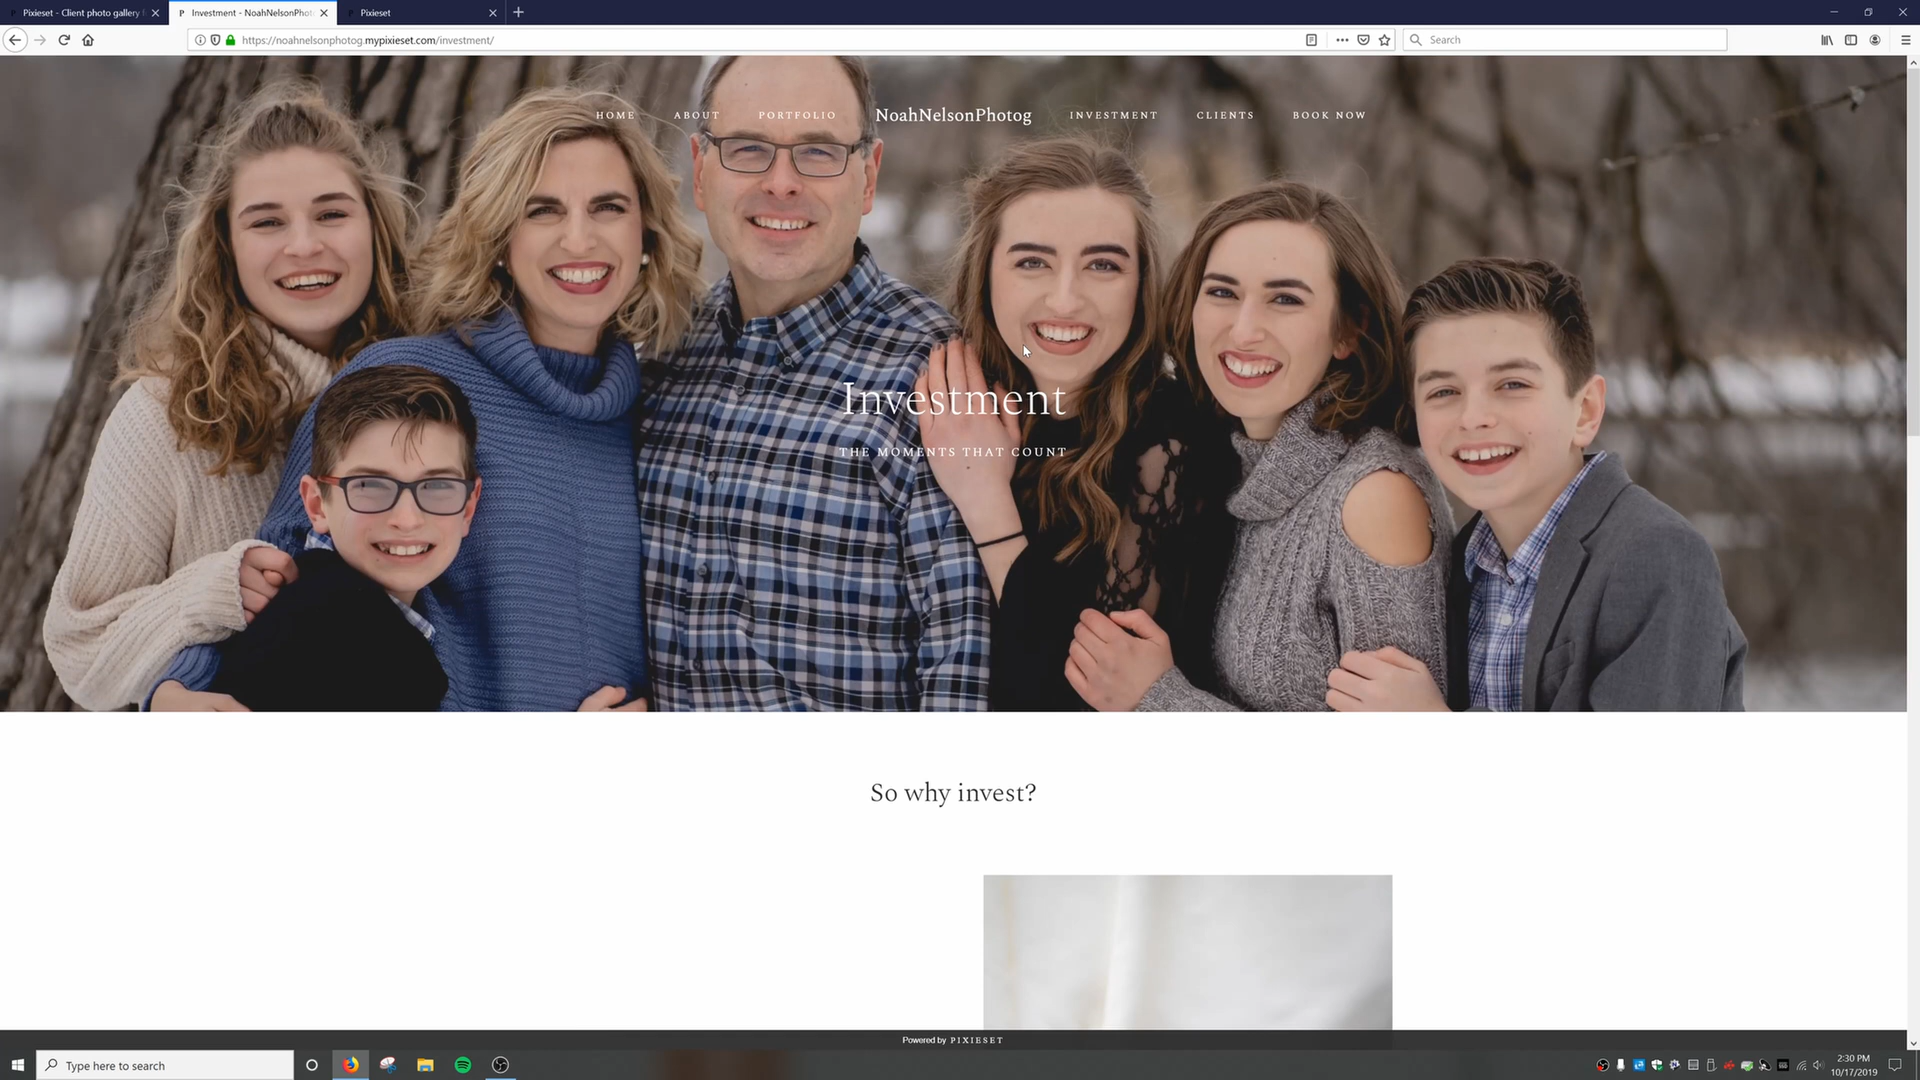 Pixieset - Client photo gallery f
Investment - NoahNelsonPhoto
Pixieset
https://noahnelsonphotog.mypixieset.com/investment/
Search
HOME ABOUT PORTFOLIO NoahNelsonPhotog INVESTMENT CLIENTS BOOK NOW
Investment
THE MOMENTS THAT COUNT
So why invest?
Powered by PIXIESET
Type here to search
2:30 PM
10/17/2019